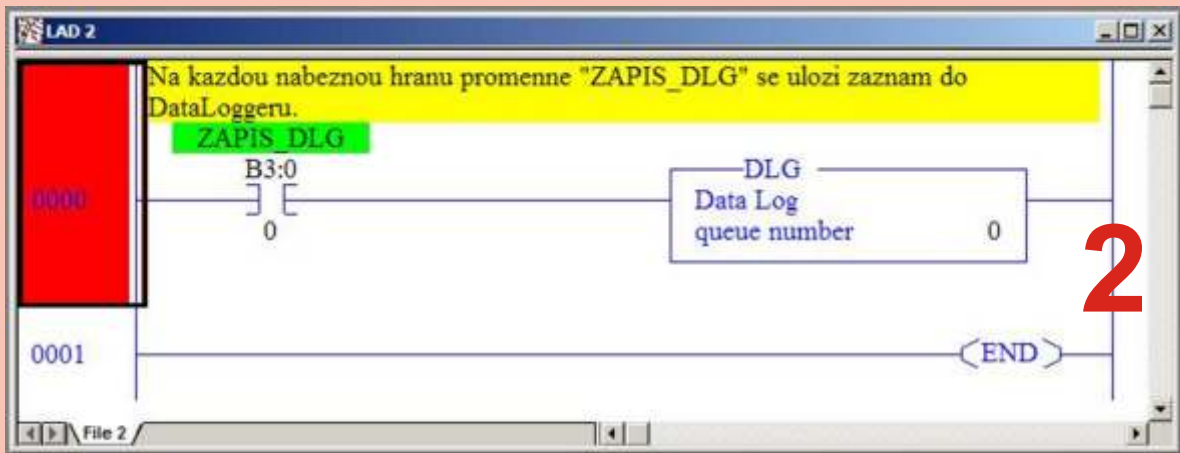 LAD 2
Na kazdou nabeznou hranu promenne "ZAPIS_DLG" se ulozi zaznam do
DataLoggeru.
ZAPIS_DLG
B3:0
0
0000
DLG
Data Log
queue number 0
2
0001
END
File 2